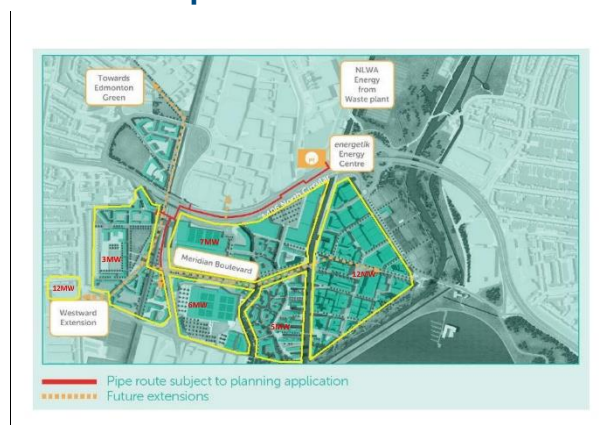 Towards
Edmonton
Green
NLWA
Energy
from
Waste plant
energetik
Energy
Centre
7MW
Meridian Boulevard
3MW
12MW
12MW
Westward
Extension
6MW
5MW
Pipe route subject to planning application
Future extensions